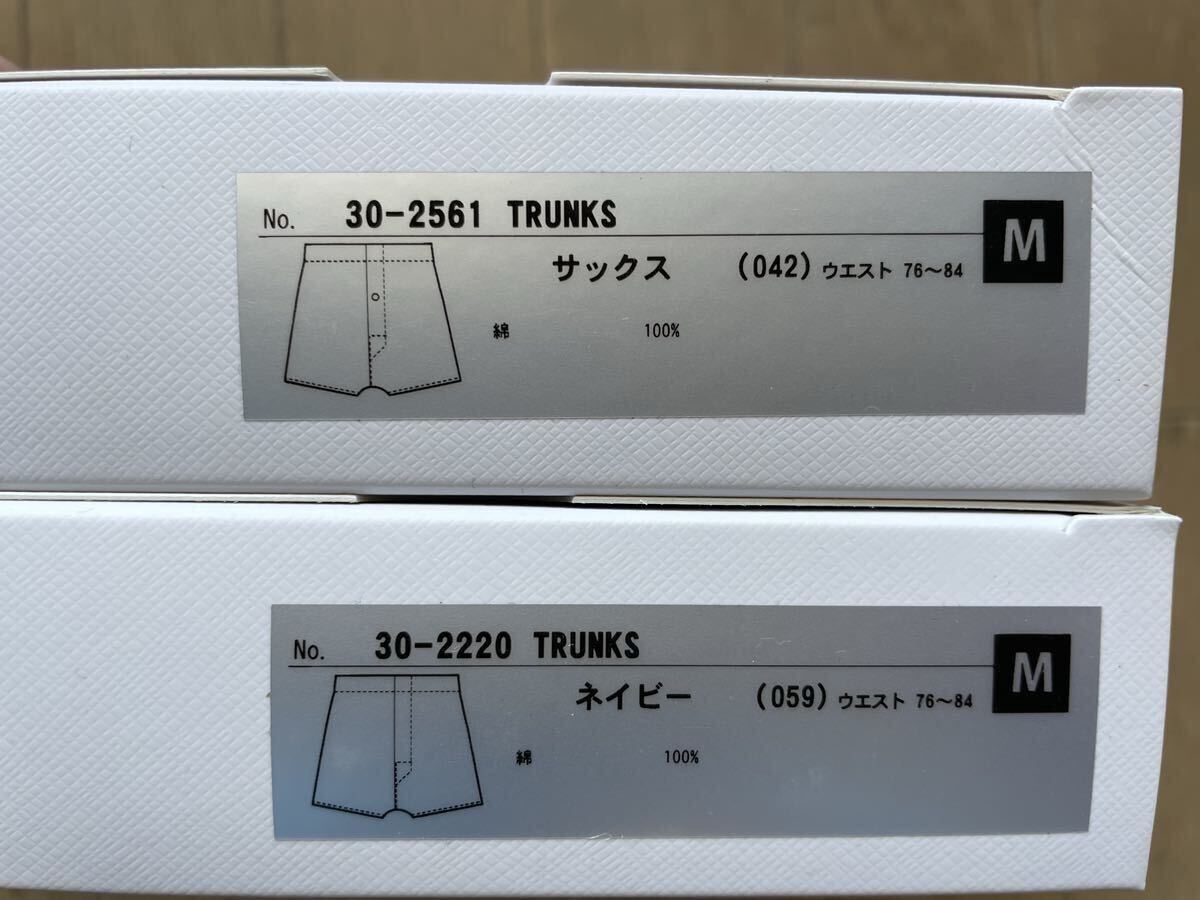 No. 30-2561 TRUNKS
M
サックス (042) ウエスト 76〜84
綿 100%
No. 30-2220 TRUNKS
M
ネイビー (059) ウエスト 76〜84
綿 100%